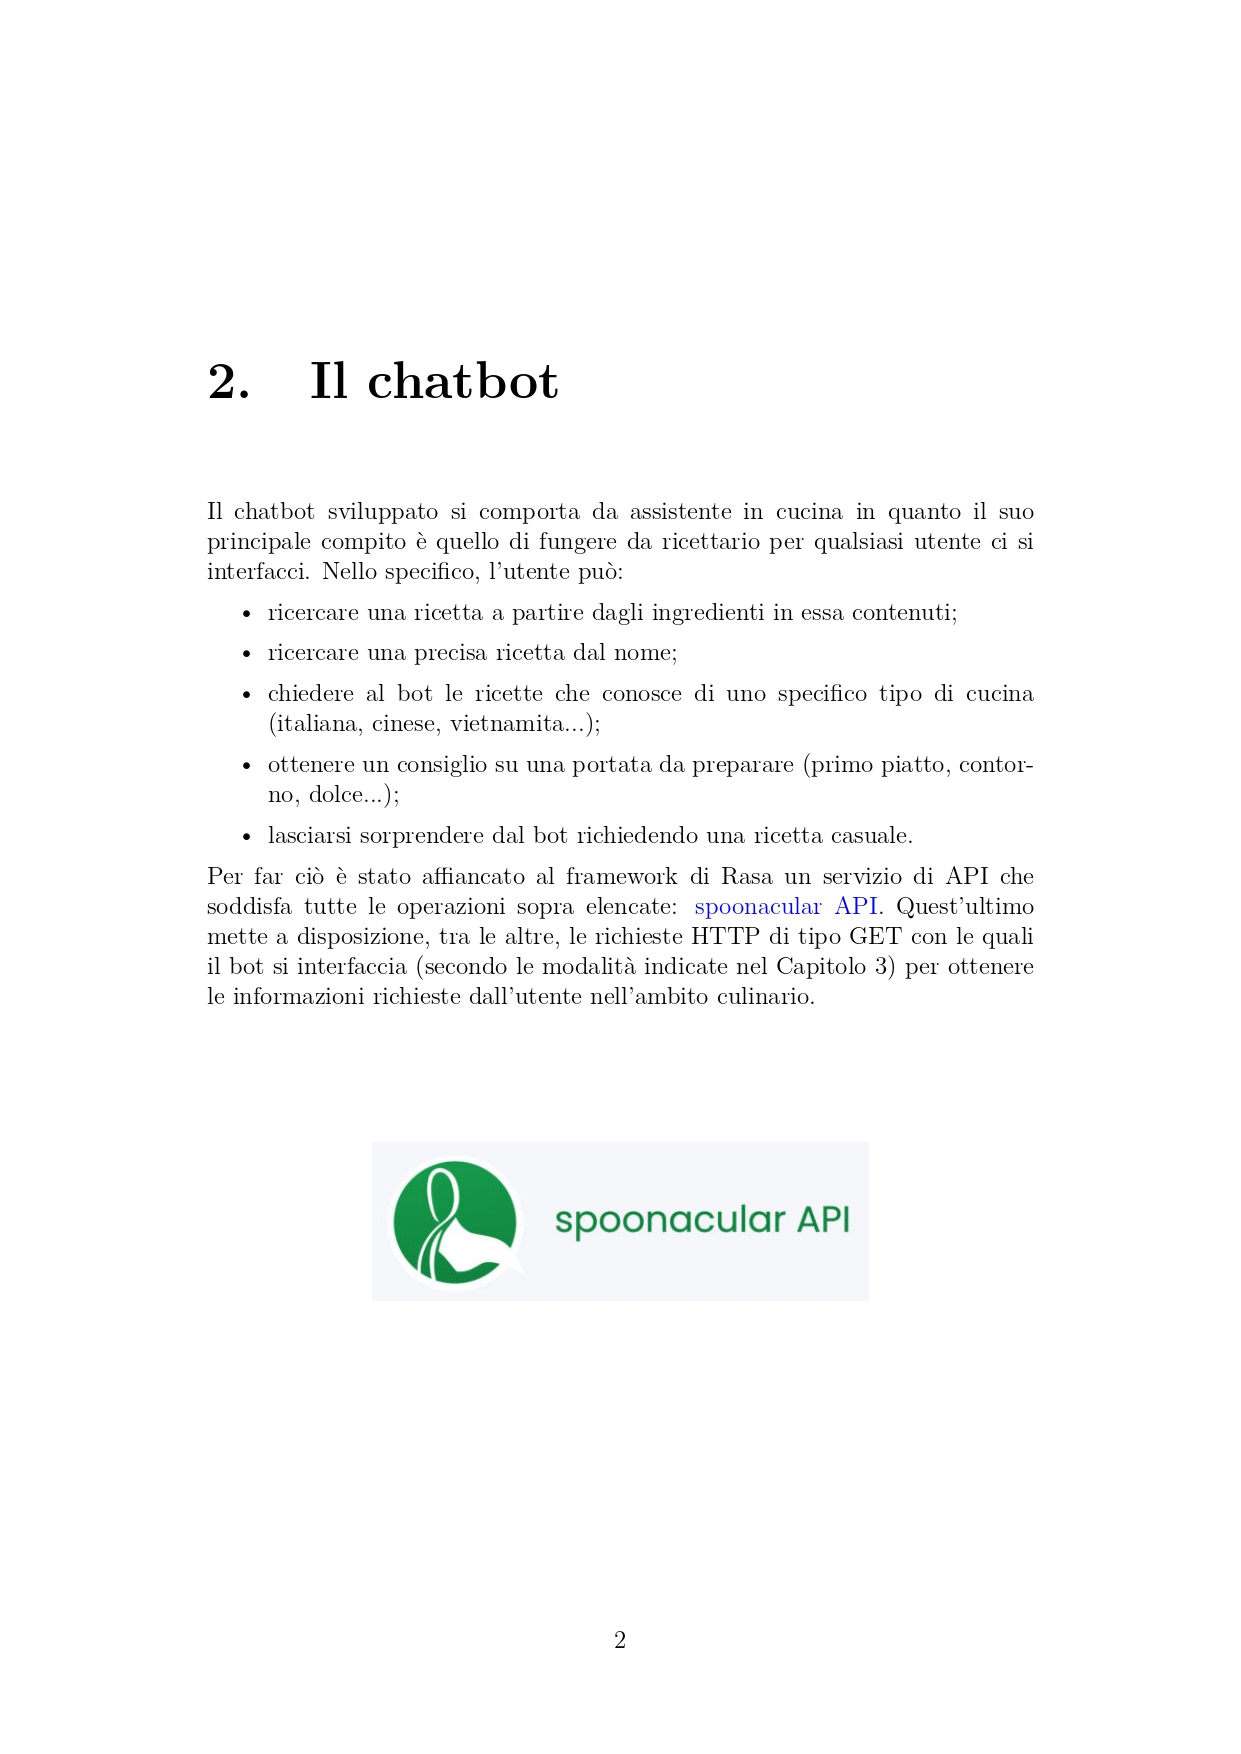 2. Il chatbot
Il chatbot sviluppato si comporta da assistente in cucina in quanto il suo
principale compito è quello di fungere da ricettario per qualsiasi utente ci si
interfacci. Nello specifico, l'utente può:
• ricercare una ricetta a partire dagli ingredienti in essa contenuti;
• ricercare una precisa ricetta dal nome;
• chiedere al bot le ricette che conosce di uno specifico tipo di cucina
(italiana, cinese, vietnamita...);
• ottenere un consiglio su una portata da preparare (primo piatto, contor-
no, dolce...);
• lasciarsi sorprendere dal bot richiedendo una ricetta casuale.
Per far ciò è stato affiancato al framework di Rasa un servizio di API che
soddisfa tutte le operazioni sopra elencate: spoonacular API. Quest'ultimo
mette a disposizione, tra le altre, le richieste HTTP di tipo GET con le quali
il bot si interfaccia (secondo le modalità indicate nel Capitolo 3) per ottenere
le informazioni richieste dall'utente nell'ambito culinario.
spoonacular API
2